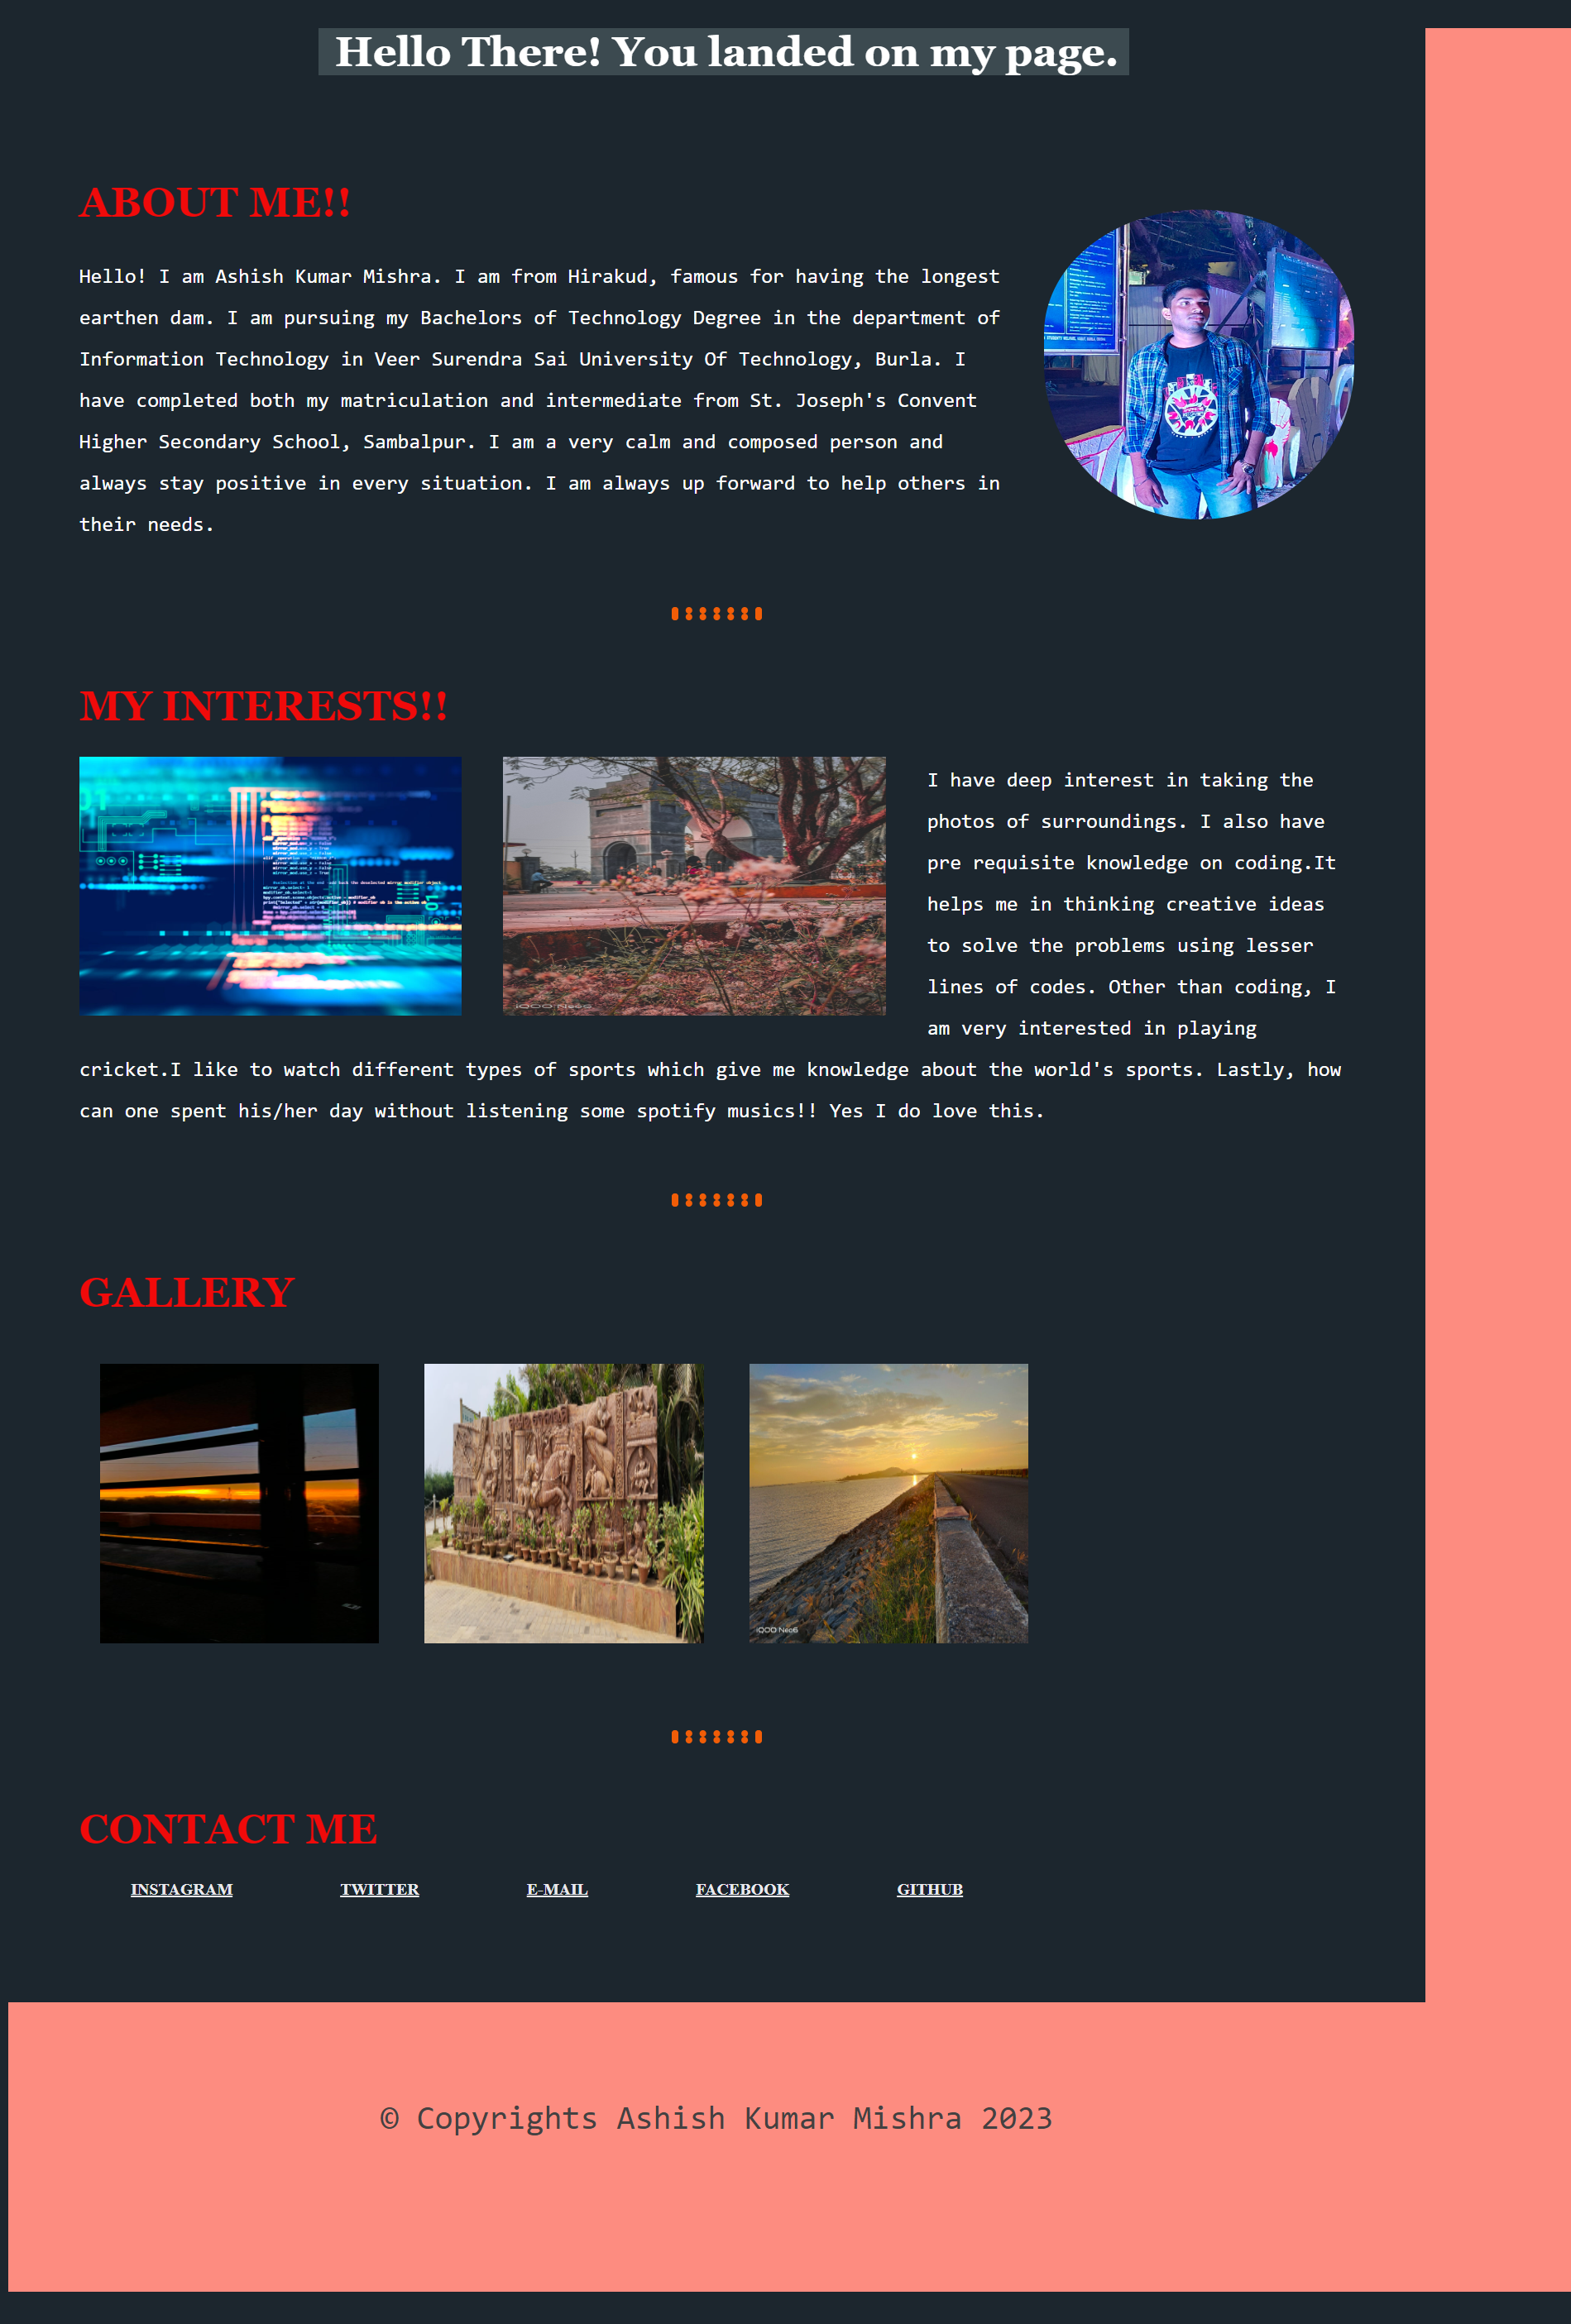 Hello There! You landed on my page.
ABOUT ME!!
Hello! I am Ashish Kumar Mishra. I am from Hirakud, famous for having the longest
earthen dam. I am pursuing my Bachelors of Technology Degree in the department of
Information Technology in Veer Surendra Sai University Of Technology, Burla. I
have completed both my matriculation and intermediate from St. Joseph's Convent
Higher Secondary School, Sambalpur. I am a very calm and composed person and
always stay positive in every situation. I am always up forward to help others in
their needs.
MY INTERESTS!!
I have deep interest in taking the
photos of surroundings. I also have
pre requisite knowledge on coding.It
helps me in thinking creative ideas
to solve the problems using lesser
lines of codes. Other than coding, I
am very interested in playing
cricket.I like to watch different types of sports which give me knowledge about the world's sports. Lastly, how
can one spent his/her day without listening some spotify musics!! Yes I do love this.
iQOO Neo6
GALLERY
iQOO Neo6
CONTACT ME
INSTAGRAM TWITTER E-MAIL FACEBOOK GITHUB
© Copyrights Ashish Kumar Mishra 2023